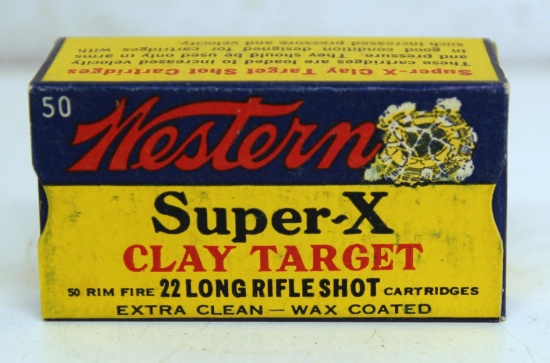 Super-X Clay Target Shot Cartridges
These cartridges are loaded to increased velocity
and pressure. They should be used only in arms
in good condition designed for cartridges with
such increased pressure and velocity
50
Western
Super-X
CLAY TARGET
50 RIM FIRE 22 LONG RIFLE SHOT CARTRIDGES
EXTRA CLEAN — WAX COATED